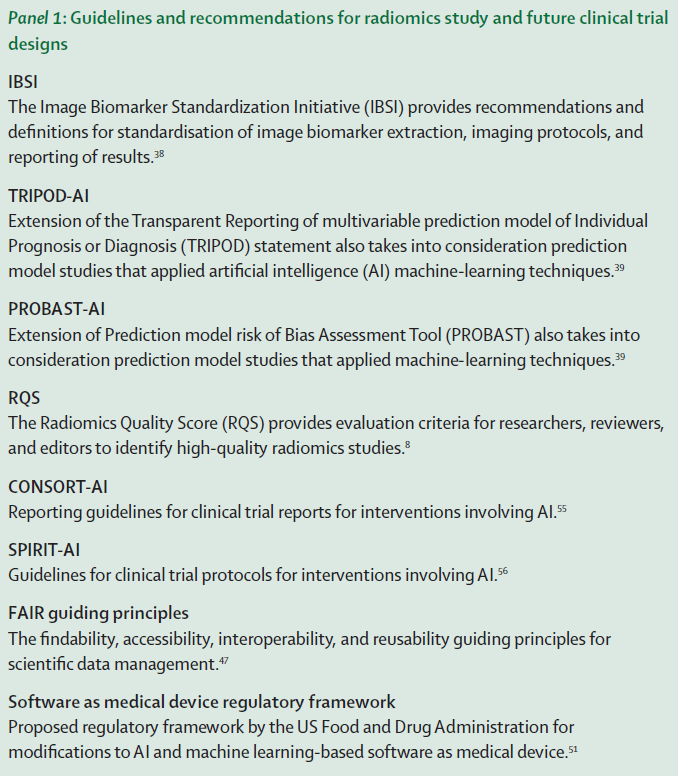 Panel 1: Guidelines and recommendations for radiomics study and future clinical trial
designs
IBSI
The Image Biomarker Standardization Initiative (IBSI) provides recommendations and
definitions for standardisation of image biomarker extraction, imaging protocols, and
reporting of results.38
TRIPOD-AI
Extension of the Transparent Reporting of multivariable prediction model of Individual
Prognosis or Diagnosis (TRIPOD) statement also takes into consideration prediction
model studies that applied artificial intelligence (AI) machine-learning techniques.39
PROBAST-AI
Extension of Prediction model risk of Bias Assessment Tool (PROBAST) also takes into
consideration prediction model studies that applied machine-learning techniques.39
RQS
The Radiomics Quality Score (RQS) provides evaluation criteria for researchers, reviewers,
and editors to identify high-quality radiomics studies.8
CONSORT-AI
Reporting guidelines for clinical trial reports for interventions involving AI.55
SPIRIT-AI
Guidelines for clinical trial protocols for interventions involving AI.56
FAIR guiding principles
The findability, accessibility, interoperability, and reusability guiding principles for
scientific data management.47
Software as medical device regulatory framework
Proposed regulatory framework by the US Food and Drug Administration for
modifications to AI and machine learning-based software as medical device.51